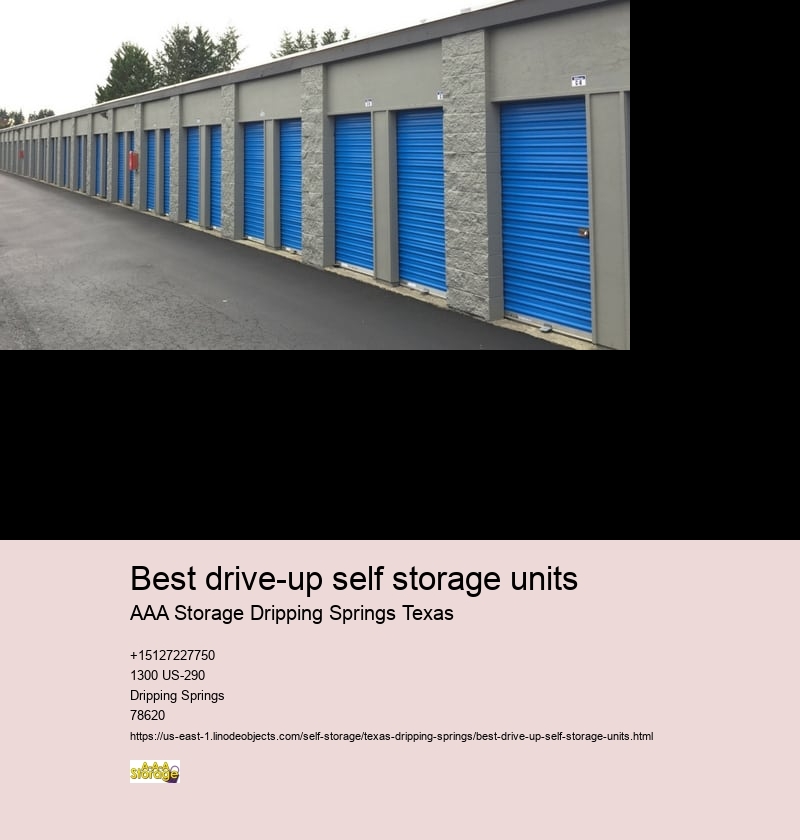 Best drive-up self storage units
AAA Storage Dripping Springs Texas
+15127227750
1300 US-290
Dripping Springs
78620
https://us-east-1.linodeobjects.com/self-storage/texas-dripping-springs/best-drive-up-self-storage-units.html
A.A.A
Storage